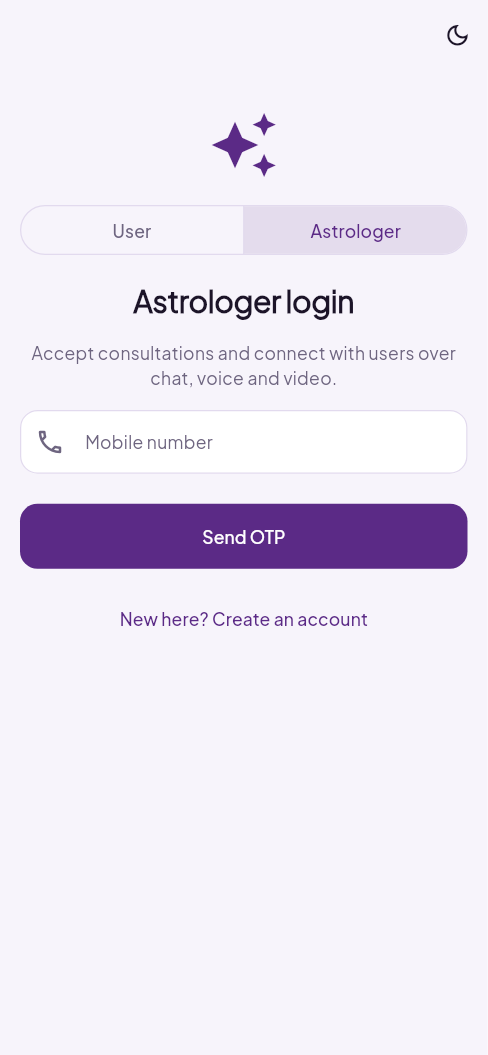 User
Astrologer
Astrologer login
Accept consultations and connect with users over
chat, voice and video.
Mobile number
Send OTP
New here? Create an account